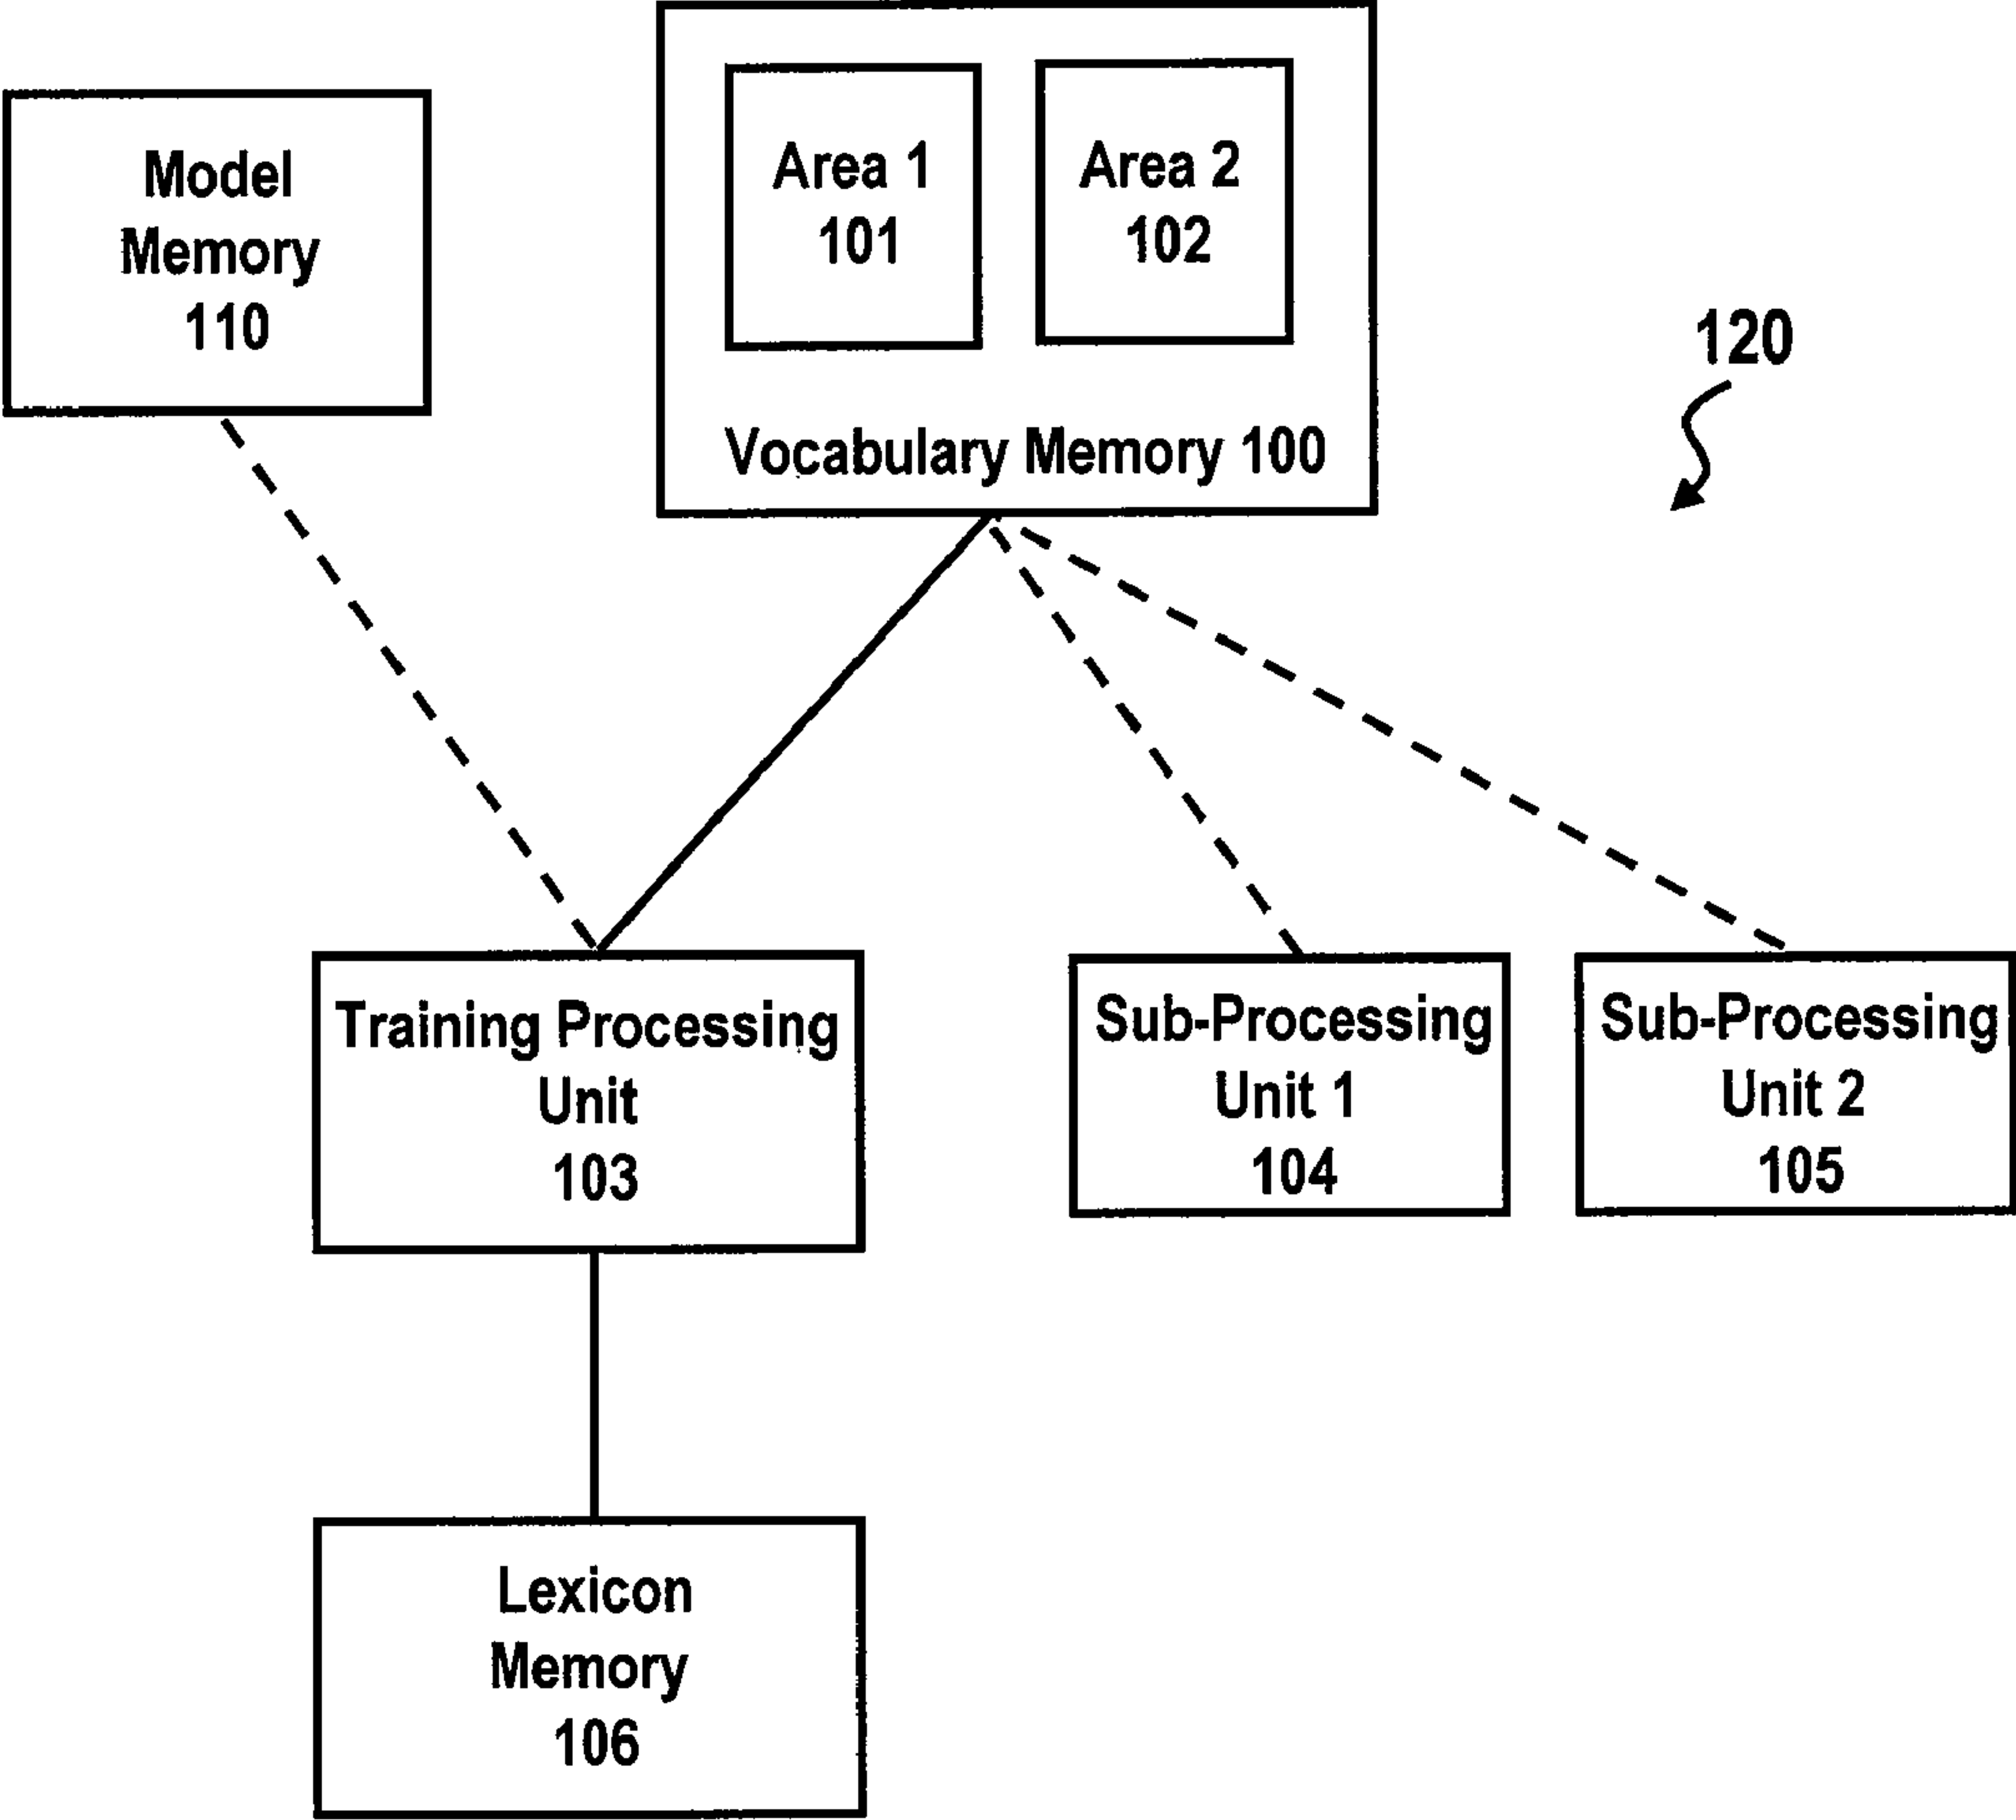 Model
Memory
110
Area 1
101
Area 2
102
Vocabulary Memory 100
120
Training Processing
Unit
103
Sub-Processing
Unit 1
104
Sub-Processing
Unit 2
105
Lexicon
Memory
106